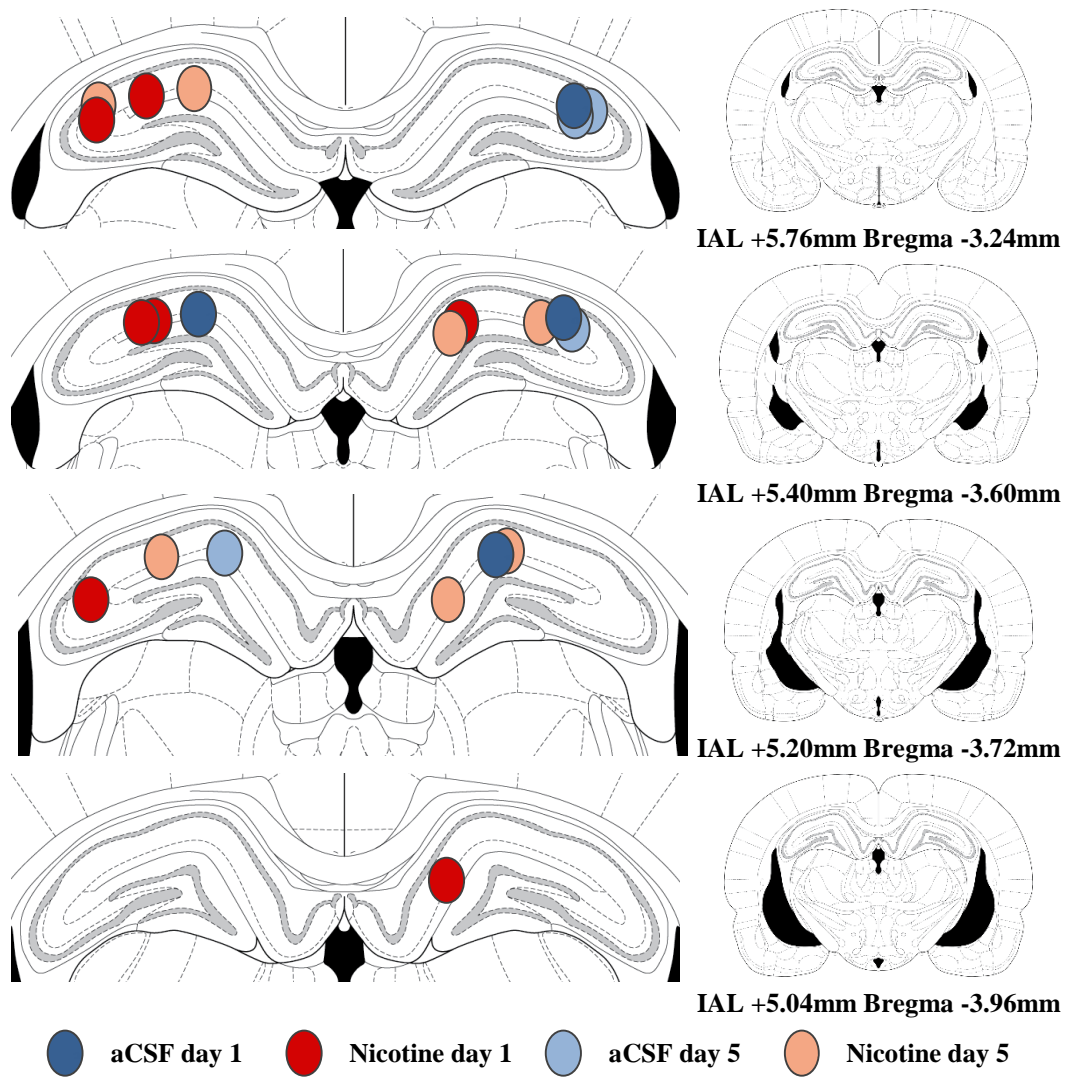 IAL +5.76mm Bregma -3.24mm
IAL +5.40mm Bregma -3.60mm
IAL +5.20mm Bregma -3.72mm
IAL +5.04mm Bregma -3.96mm
aCSF day 1 Nicotine day 1 aCSF day 5 Nicotine day 5